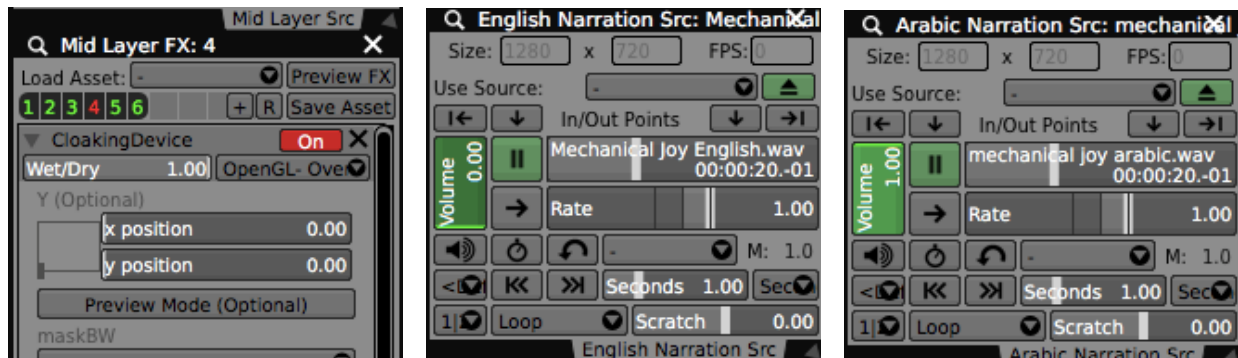 Mid Layer Src
Mid Layer FX: 4
Load Asset: - Preview FX
1 2 3 4 5 6 + R Save Asset
CloakingDevice On
Wet/Dry 1.00 OpenGL- Over
Y (Optional)
x position 0.00
y position 0.00
Preview Mode (Optional)
maskBW
English Narration Src: Mechanical
Size: 1280 x 720 FPS: 0
Use Source: -
In/Out Points
Volume 0.00
Mechanical Joy English.wav
00:00:20.-01
Rate 1.00
- M: 1.0
Seconds 1.00 Sec
1 Loop Scratch 0.00
English Narration Src
Arabic Narration Src: mechanical
Size: 1280 x 720 FPS: 0
Use Source: -
In/Out Points
Volume 1.00
mechanical joy arabic.wav
00:00:20.-01
Rate 1.00
- M: 1.0
Seconds 1.00 Sec
1 Loop Scratch 0.00
Arabic Narration Src